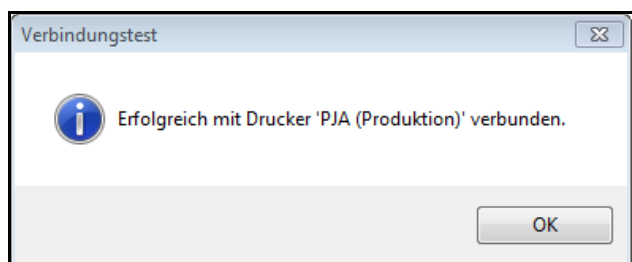 Verbindungstest
Erfolgreich mit Drucker 'PJA (Produktion)' verbunden.
OK